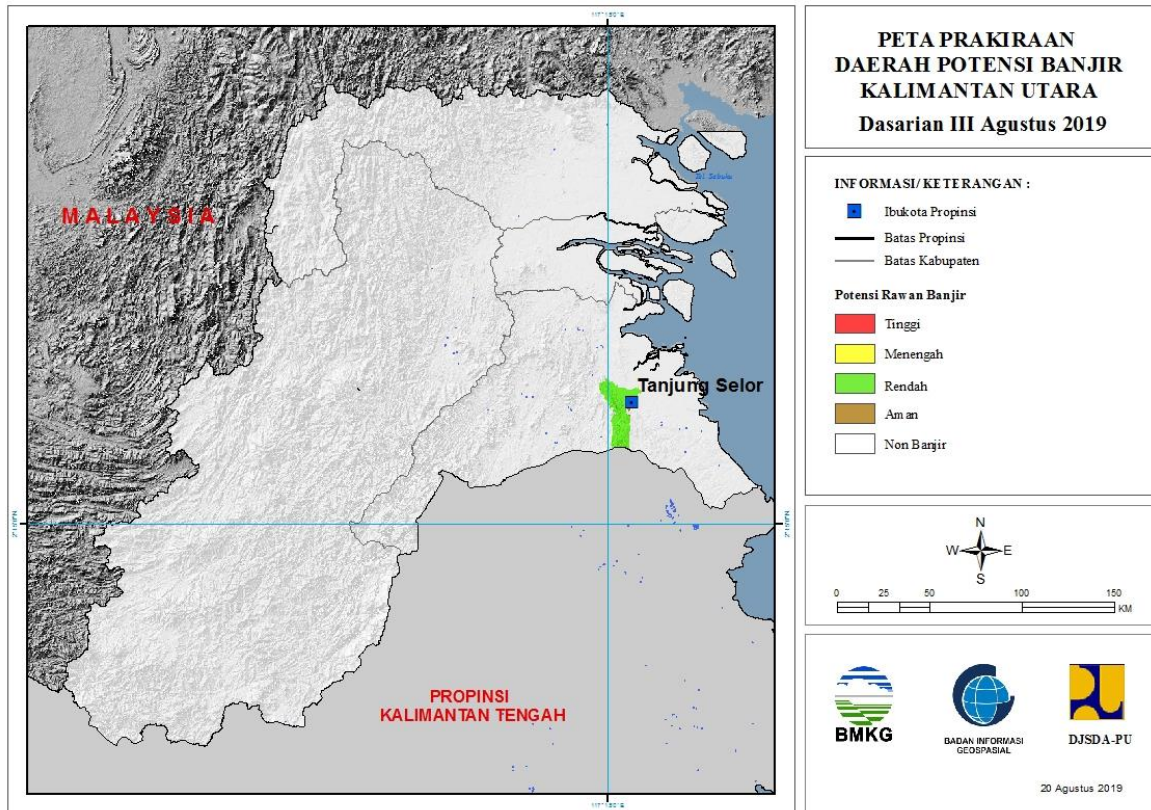 PETA PRAKIRAAN
DAERAH POTENSI BANJIR
KALIMANTAN UTARA
Dasarian III Agustus 2019
INFORMASI/KETERANGAN :
Ibukota Propinsi
Batas Propinsi
Batas Kabupaten
Potensi Rawan Banjir
Tinggi
Menengah
Rendah
Aman
Non Banjir
MALAYSIA
Tanjung Selor
PROPINSI
KALIMANTAN TENGAH
N
W E
S
0 25 50 100 150
KM
BMKG
BADAN INFORMASI
GEOSPASIAL
DJSDA-PU
20 Agustus 2019